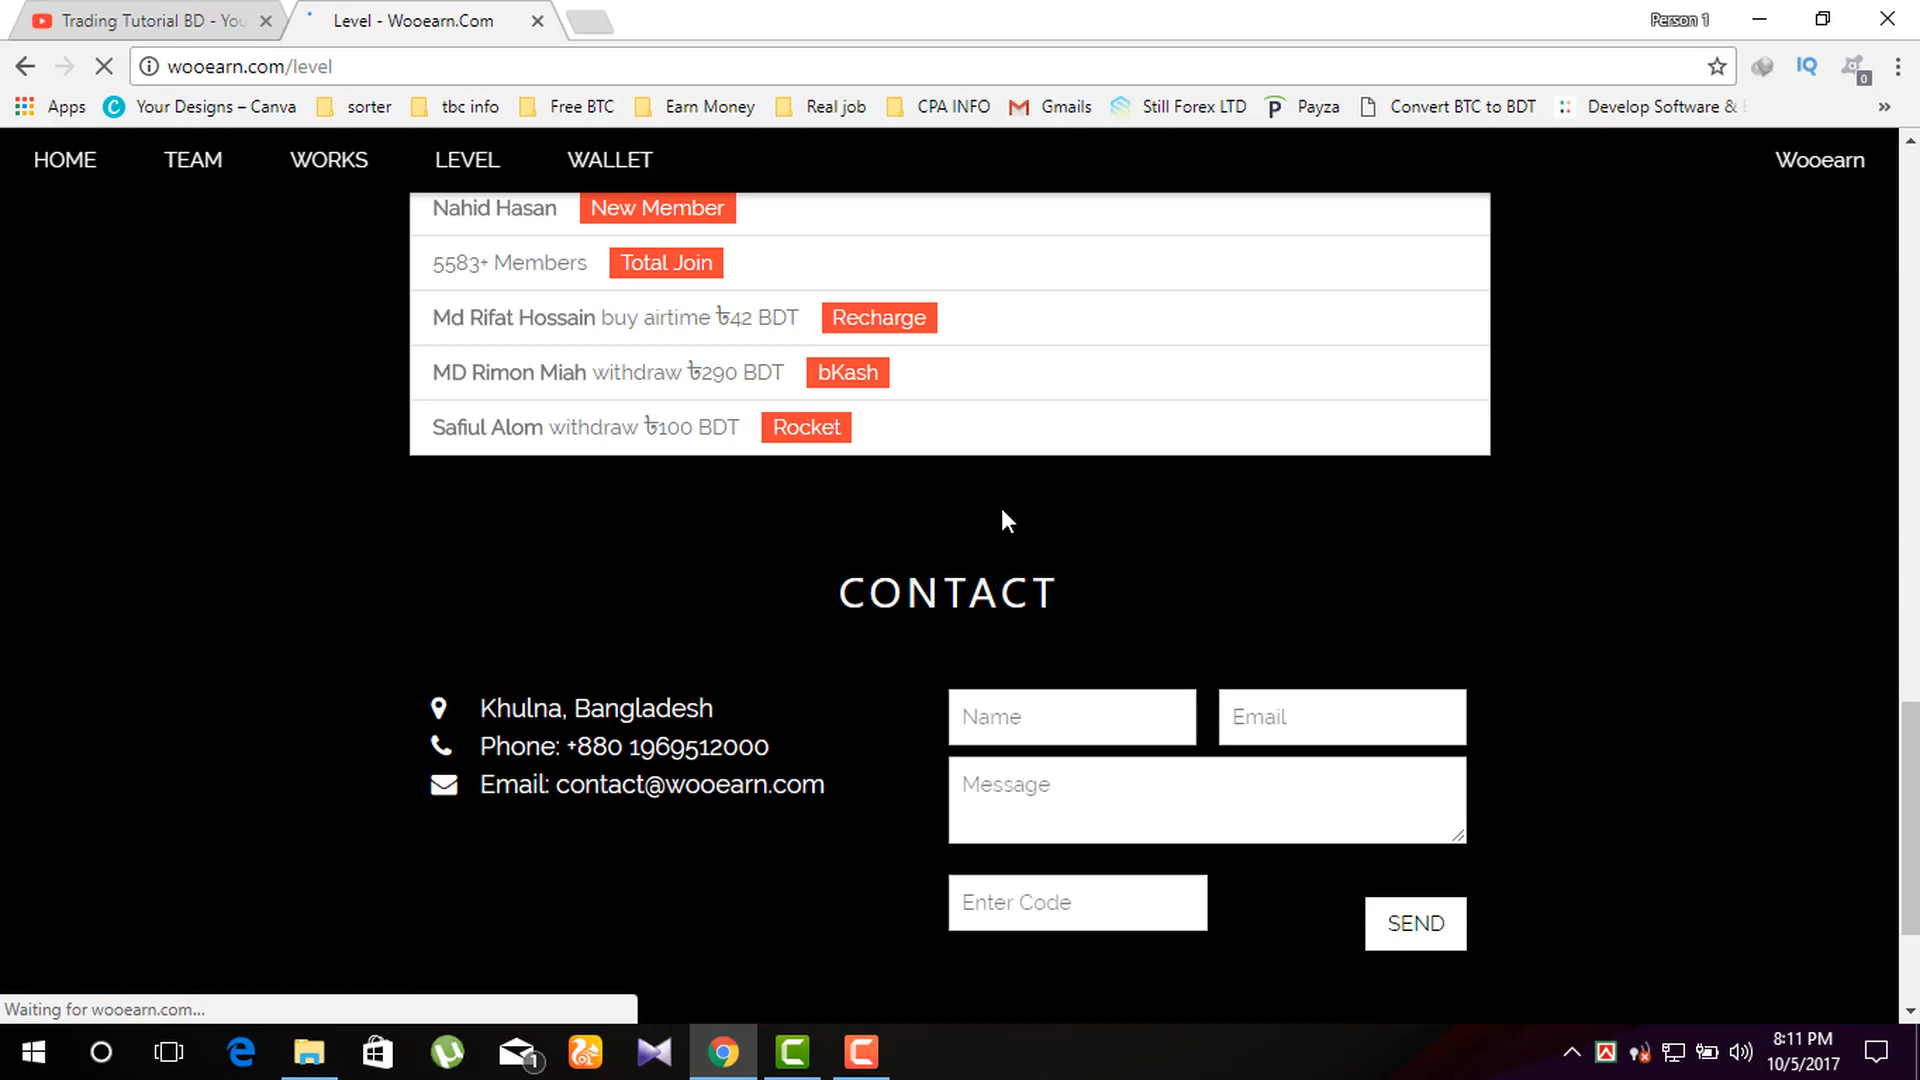 Trading Tutorial BD - You
Level - Wooearn.Com
Person 1
wooearn.com/level
IQ
0
Apps
Your Designs – Canva
sorter
tbc info
Free BTC
Earn Money
Real job
CPA INFO
Gmails
Still Forex LTD
Payza
Convert BTC to BDT
Develop Software &
»
HOME
TEAM
WORKS
LEVEL
WALLET
Wooearn
Nahid Hasan New Member
5583+ Members Total Join
Md Rifat Hossain buy airtime ৳42 BDT Recharge
MD Rimon Miah withdraw ৳290 BDT bKash
Safiul Alom withdraw ৳100 BDT Rocket
CONTACT
Khulna, Bangladesh
Phone: +880 1969512000
Email: contact@wooearn.com
Name
Email
Message
Enter Code
SEND
Waiting for wooearn.com...
1
8:11 PM
10/5/2017